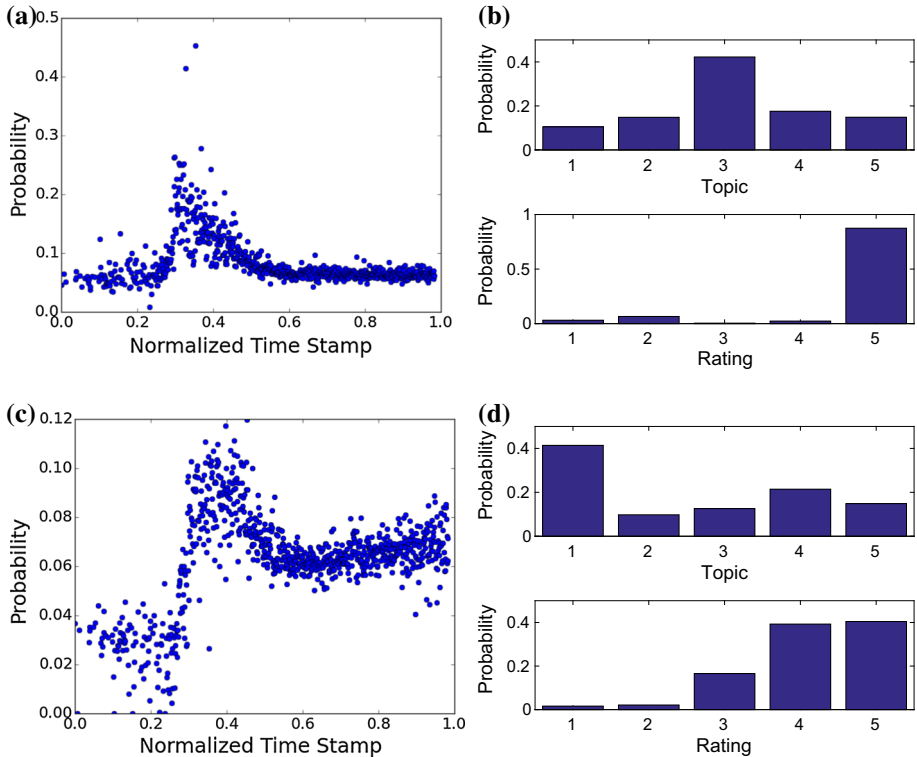 (a)
0.5
0.4
0.3
0.2
0.1
0.0
Probability
0.0 0.2 0.4 0.6 0.8 1.0
Normalized Time Stamp
(b)
0.4
0.2
0
Probability
1 2 3 4 5
Topic
1
0.5
0
Probability
1 2 3 4 5
Rating
(c)
0.12
0.10
0.08
0.06
0.04
0.02
0.00
Probability
0.0 0.2 0.4 0.6 0.8 1.0
Normalized Time Stamp
(d)
0.4
0.2
0
Probability
1 2 3 4 5
Topic
0.4
0.2
0
Probability
1 2 3 4 5
Rating